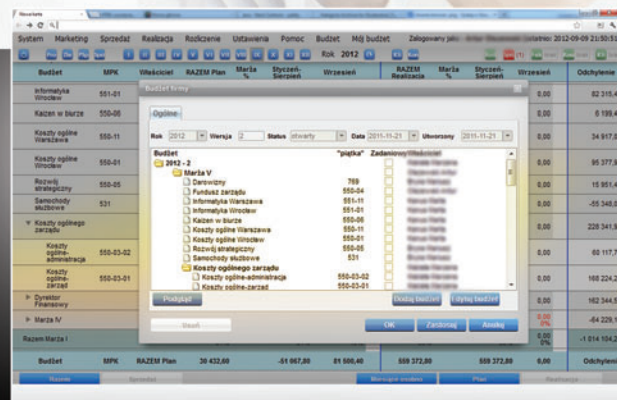 System Marketing Sprzedaż Realizacja Rozliczenie Ustawienia Pomoc Budżet Mój budżet Zalogowany jako
Rok 2012
Budżet MPK Właściciel RAZEM Plan Marża % Styczeń-Sierpień Wrzesień RAZEM Realizacja Marża % Styczeń-Sierpień Wrzesień Odchylenie
Informatyka Wrocław 551-01 0,00 82 315,4
Kaizen w biurze 550-06 0,00 6 199,4
Koszty ogólne Warszawa 550-11 0,00 34 917,0
Koszty ogólne Wrocław 550-01 0,00 95 377,9
Rozwój strategiczny 550-05 0,00 15 951,4
Samochody służbowe 531 0,00 -55 348,0
Koszty ogólnego zarządu 0,00 228 341,9
Koszty ogólne-administracja 550-03-02 0,00 60 117,7
Koszty ogólne-zarząd 550-03-01 0,00 168 224,2
Dyrektor Finansowy 0,00 162 344,5
Marża IV 0,00 0% -64 229,1
Razem Marża I 0,00 0% -1 014 104,2
Budżet MPK RAZEM Plan 30 432,60 -51 067,80 81 500,40 559 372,80 559 372,80 0,00 Odchyleni
Budżet firmy
Ogólne
Rok 2012 Wersja 2 Status otwarty Data 2011-11-21 Utworzony 2011-11-21
Budżet "piątka" Zadaniowy Właściciel
2012 - 2
Marża V
Darowizny 769
Fundusz zarządu 550-04
Informatyka Warszawa 551-11
Informatyka Wrocław 551-01
Kaizen w biurze 550-06
Koszty ogólne Warszawa 550-11
Koszty ogólne Wrocław 550-01
Rozwój strategiczny 550-05
Samochody służbowe 531
Koszty ogólnego zarządu
Koszty ogólne-administracja 550-03-02
Koszty ogólne-zarząd 550-03-01
Podgląd Dodaj budżet Edytuj budżet
Usuń OK Zastosuj Anuluj
Plan